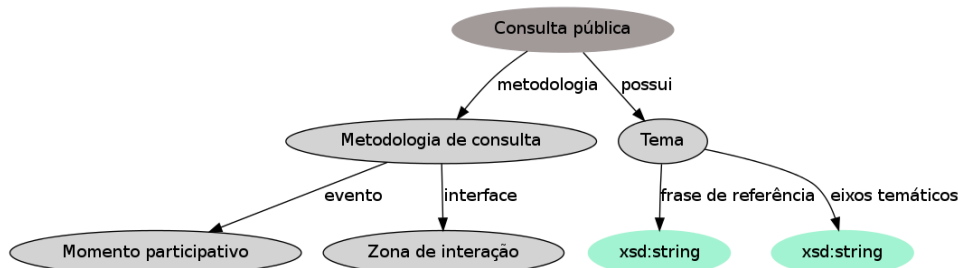 Consulta pública
metodologia
possui
Metodologia de consulta
Tema
evento
interface
frase de referência
eixos temáticos
Momento participativo
Zona de interação
xsd:string
xsd:string